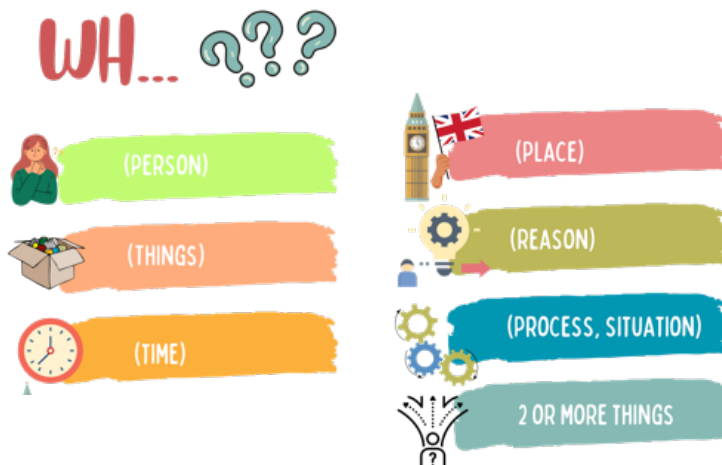 WH... ???
(PERSON)
(THINGS)
(TIME)
(PLACE)
(REASON)
(PROCESS, SITUATION)
2 OR MORE THINGS
?